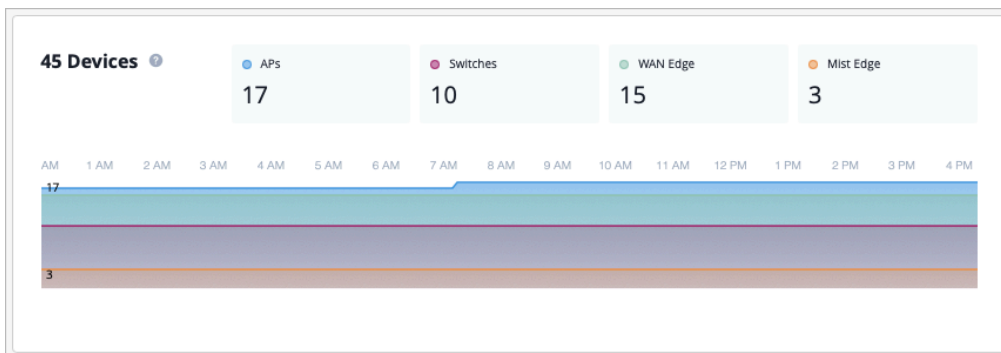 45 Devices ?
APs
17
Switches
10
WAN Edge
15
Mist Edge
3
AM 1 AM 2 AM 3 AM 4 AM 5 AM 6 AM 7 AM 8 AM 9 AM 10 AM 11 AM 12 PM 1 PM 2 PM 3 PM 4 PM
17
3